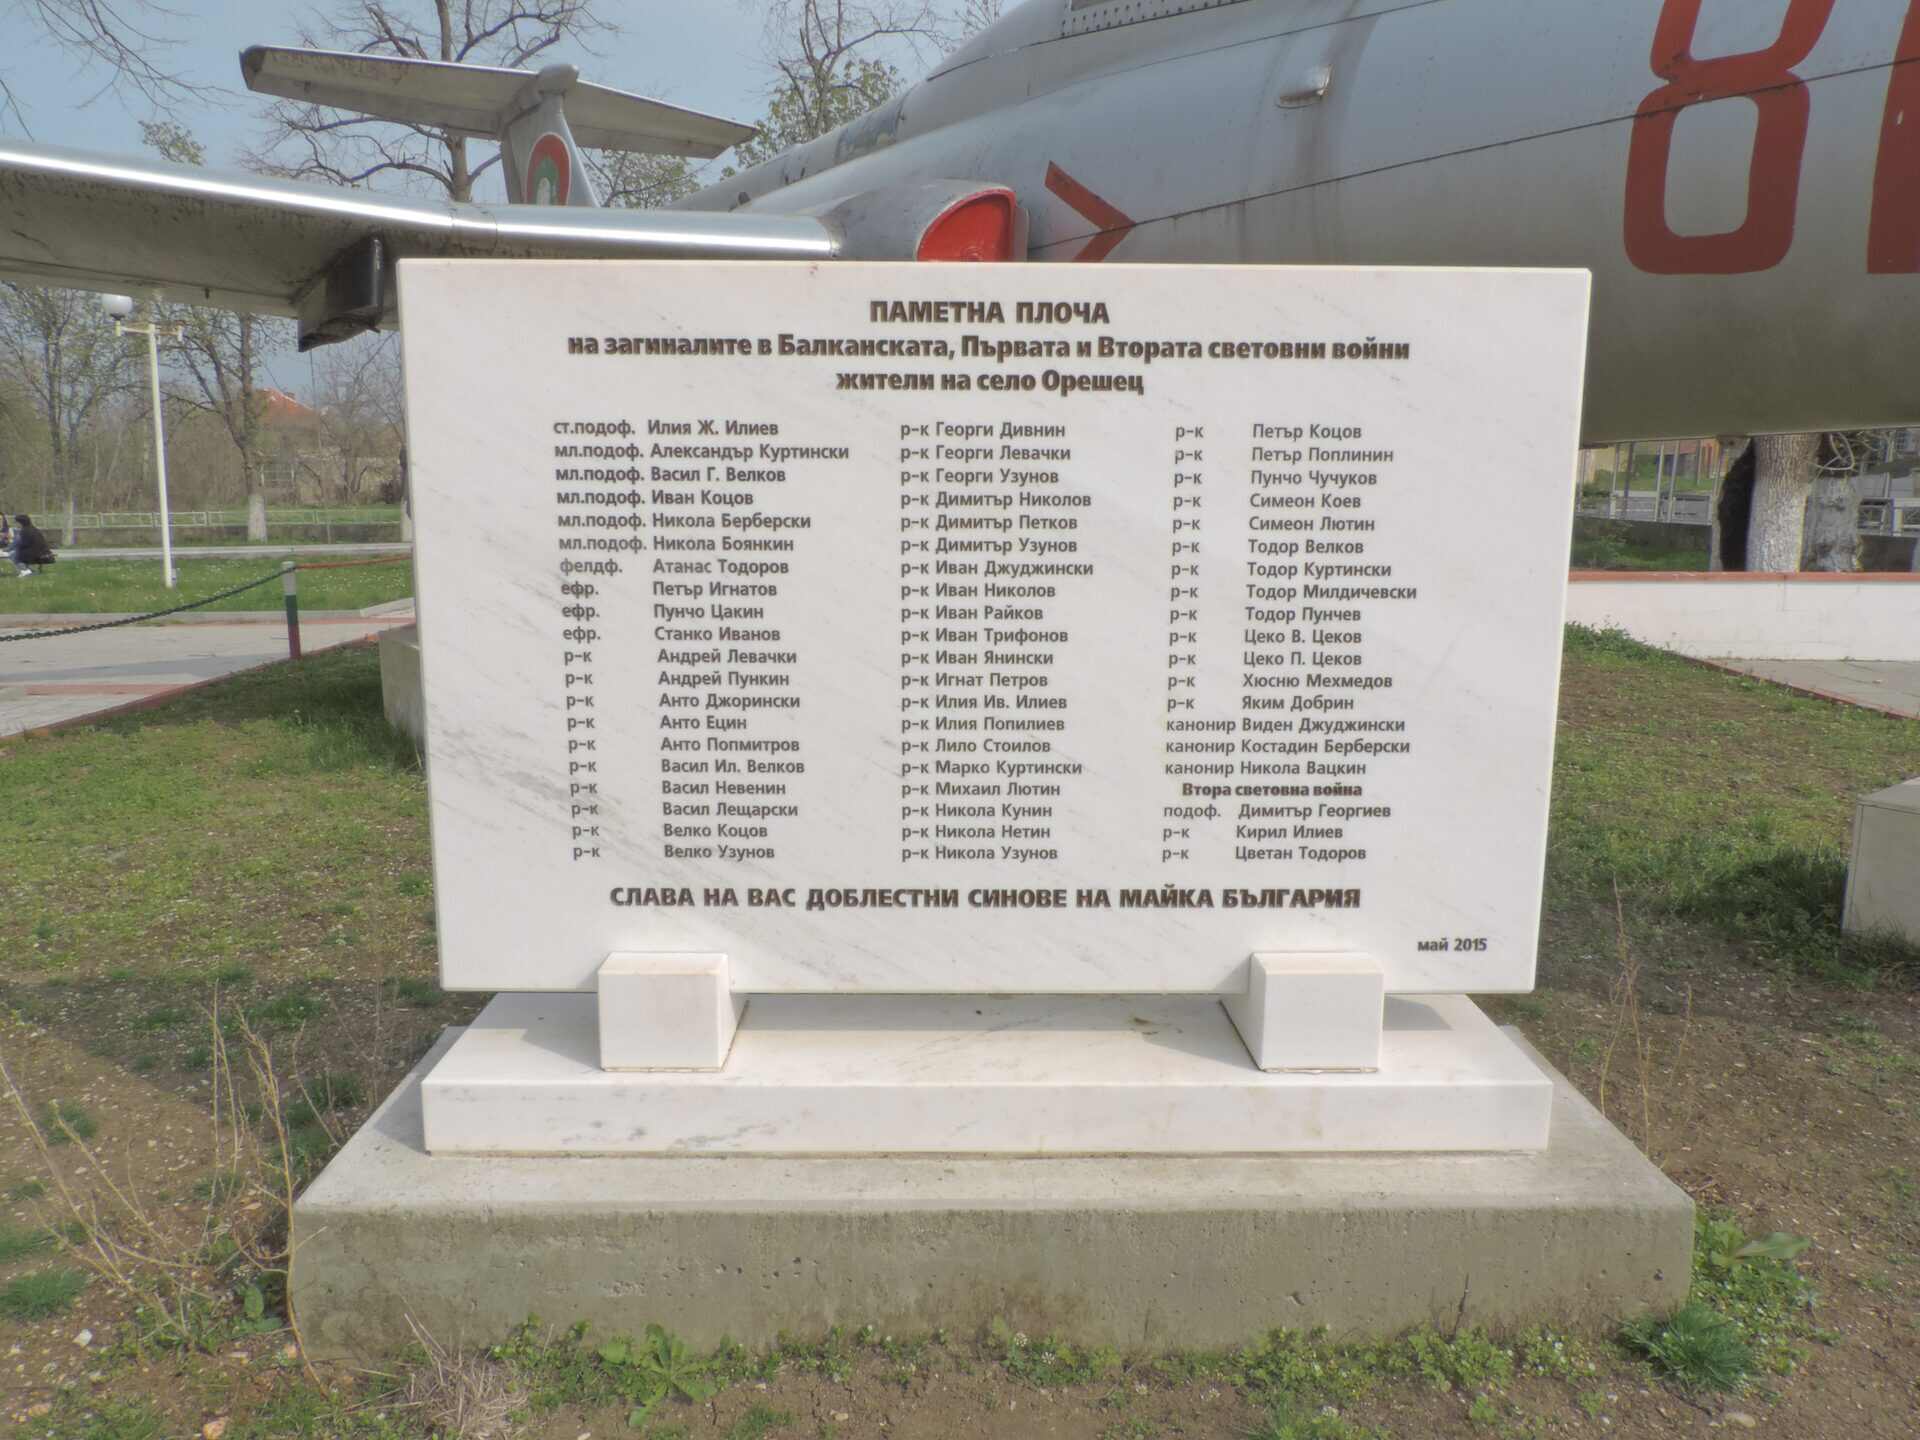 ПАМЕТНА ПЛОЧА
на загиналите в Балканската, Първата и Втората световни войни
жители на село Орешец
ст.подоф. Илия Ж. Илиев
мл.подоф. Александър Куртински
мл.подоф. Васил Г. Велков
мл.подоф. Иван Коцов
мл.подоф. Никола Берберски
мл.подоф. Никола Боянкин
фелдф. Атанас Тодоров
ефр. Петър Игнатов
ефр. Пунчо Цакин
ефр. Станко Иванов
р-к Андрей Левачки
р-к Андрей Пункин
р-к Анто Джорински
р-к Анто Ецин
р-к Анто Попмитров
р-к Васил Ил. Велков
р-к Васил Невенин
р-к Васил Лещарски
р-к Велко Коцов
р-к Велко Узунов
р-к Георги Дивнин
р-к Георги Левачки
р-к Георги Узунов
р-к Димитър Николов
р-к Димитър Петков
р-к Димитър Узунов
р-к Иван Джуджински
р-к Иван Николов
р-к Иван Райков
р-к Иван Трифонов
р-к Иван Янински
р-к Игнат Петров
р-к Илия Ив. Илиев
р-к Илия Попилиев
р-к Лило Стоилов
р-к Марко Куртински
р-к Михаил Лютин
р-к Никола Кунин
р-к Никола Нетин
р-к Никола Узунов
р-к Петър Коцов
р-к Петър Поплинин
р-к Пунчо Чучуков
р-к Симеон Коев
р-к Симеон Лютин
р-к Тодор Велков
р-к Тодор Куртински
р-к Тодор Милдичевски
р-к Тодор Пунчев
р-к Цеко В. Цеков
р-к Цеко П. Цеков
р-к Хюсню Мехмедов
р-к Яким Добрин
канонир Виден Джуджински
канонир Костадин Берберски
канонир Никола Вацкин
Втора световна война
подоф. Димитър Георгиев
р-к Кирил Илиев
р-к Цветан Тодоров
СЛАВА НА ВАС ДОБЛЕСТНИ СИНОВЕ НА МАЙКА БЪЛГАРИЯ
май 2015